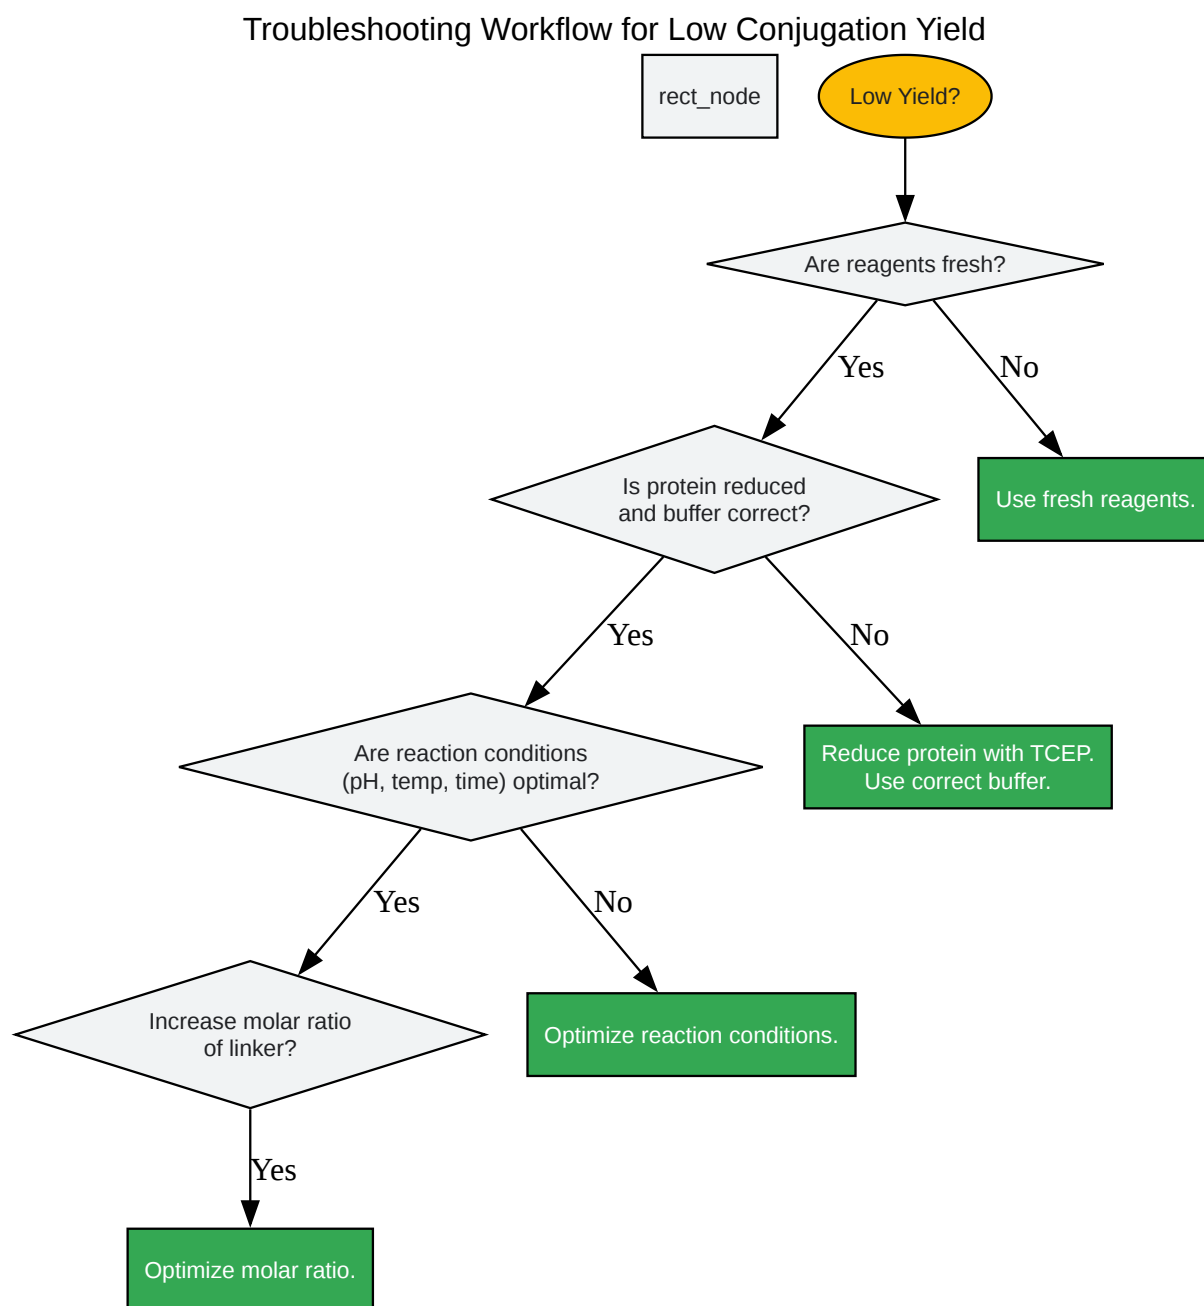 Troubleshooting Workflow for Low Conjugation Yield
rect_node
Low Yield?
Are reagents fresh?
Yes
No
Is protein reduced
and buffer correct?
Use fresh reagents.
Yes
No
Are reaction conditions
(pH, temp, time) optimal?
Reduce protein with TCEP.
Use correct buffer.
Yes
No
Increase molar ratio
of linker?
Optimize reaction conditions.
Yes
Optimize molar ratio.